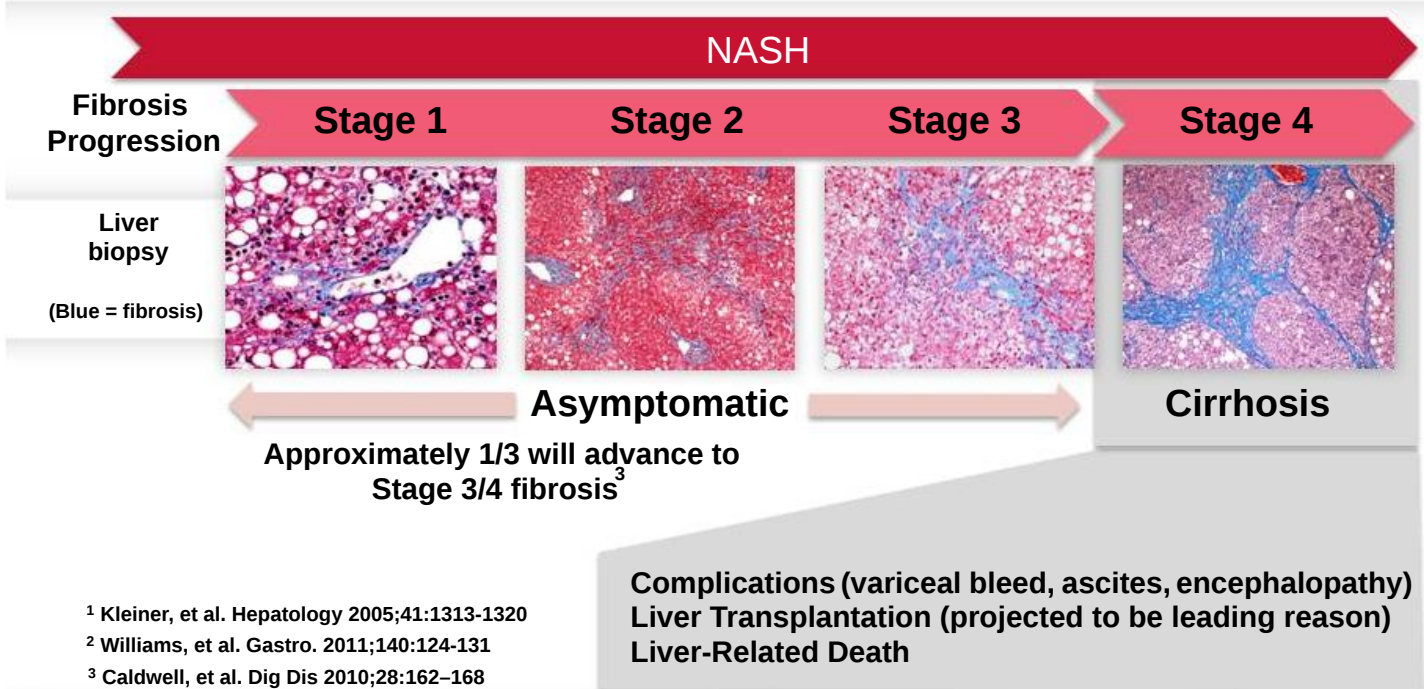 NASH
Fibrosis
Progression
Stage 1
Stage 2
Stage 3
Stage 4
Liver
biopsy
(Blue = fibrosis)
Asymptomatic
Cirrhosis
Approximately 1/3 will advance to
Stage 3/4 fibrosis³
Complications (variceal bleed, ascites, encephalopathy)
Liver Transplantation (projected to be leading reason)
Liver-Related Death
¹ Kleiner, et al. Hepatology 2005;41:1313-1320
² Williams, et al. Gastro. 2011;140:124-131
³ Caldwell, et al. Dig Dis 2010;28:162–168